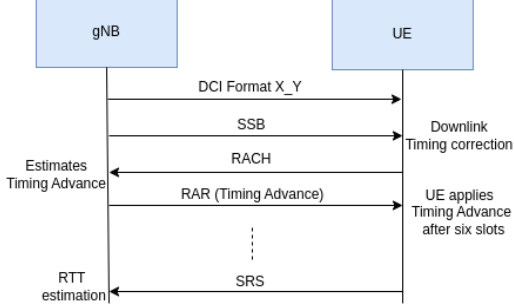 gNB
UE
DCI Format X_Y
SSB
Downlink
Timing correction
RACH
Estimates
Timing Advance
RAR (Timing Advance)
UE applies
Timing Advance
after six slots
RTT
estimation
SRS